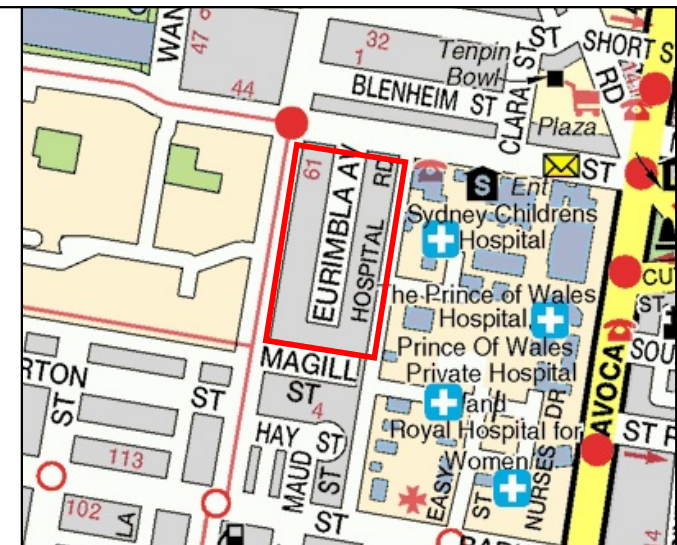 WAN
6
47
44
32
1
Tenpin
Bowl
CLARA ST
ST
SHORT S
RD
BLENHEIM ST
Plaza
61
EURIMBLA AV
HOSPITAL RD
S
Ent
ST
Sydney Childrens
Hospital
The Prince of Wales
Hospital,
Prince Of Wales
Private Hospital
and
Royal Hospital for
Women
CU
ST
SOU
AVOCA
ST
MAGILL
ST
4
RTON
ST
ST
HAY ST
MAUD ST
113
102
LA
ST
EASY ST
NURSES DR
14